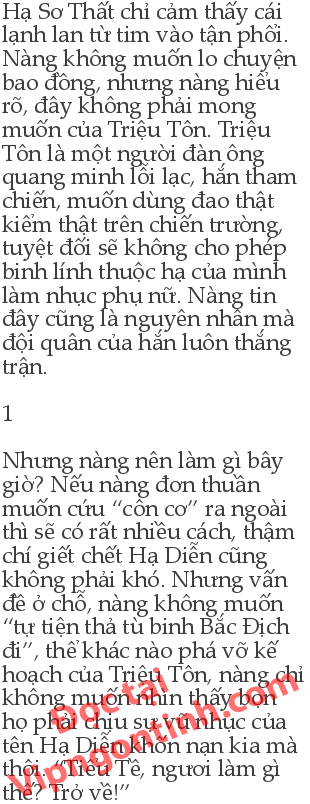 Hạ Sơ Thất chỉ cảm thấy cái
lạnh lan từ tim vào tận phổi.
Nàng không muốn lo chuyện
bao đồng, nhưng nàng hiểu
rõ, đây không phải mong
muốn của Triệu Tôn. Triệu
Tôn là một người đàn ông
quang minh lỗi lạc, hắn tham
chiến, muốn dùng đao thật
kiếm thật trên chiến trường,
tuyệt đối sẽ không cho phép
binh lính thuộc hạ của mình
làm nhục phụ nữ. Nàng tin
đây cũng là nguyên nhân mà
đội quân của hắn luôn thắng
trận.
1
Nhưng nàng nên làm gì bây
giờ? Nếu nàng đơn thuần
muốn cứu “côn cơ” ra ngoài
thì sẽ có rất nhiều cách, thậm
chí giết chết Hạ Diễn cũng
không phải khó. Nhưng vấn
đề ở chỗ, nàng không muốn
“tự tiện thả tù binh Bắc Địch
đi”, thế khác nào phá vỡ kế
hoạch của Triệu Tôn, nàng chỉ
không muốn nhìn thấy bọn
họ phải chịu sự vũ nhục của
tên Hạ Diễn khốn nạn kia mà
thôi. “Tiểu Tề, ngươi làm gì
thế? Trở về!”
Đọc tại
Vipngontinh.com